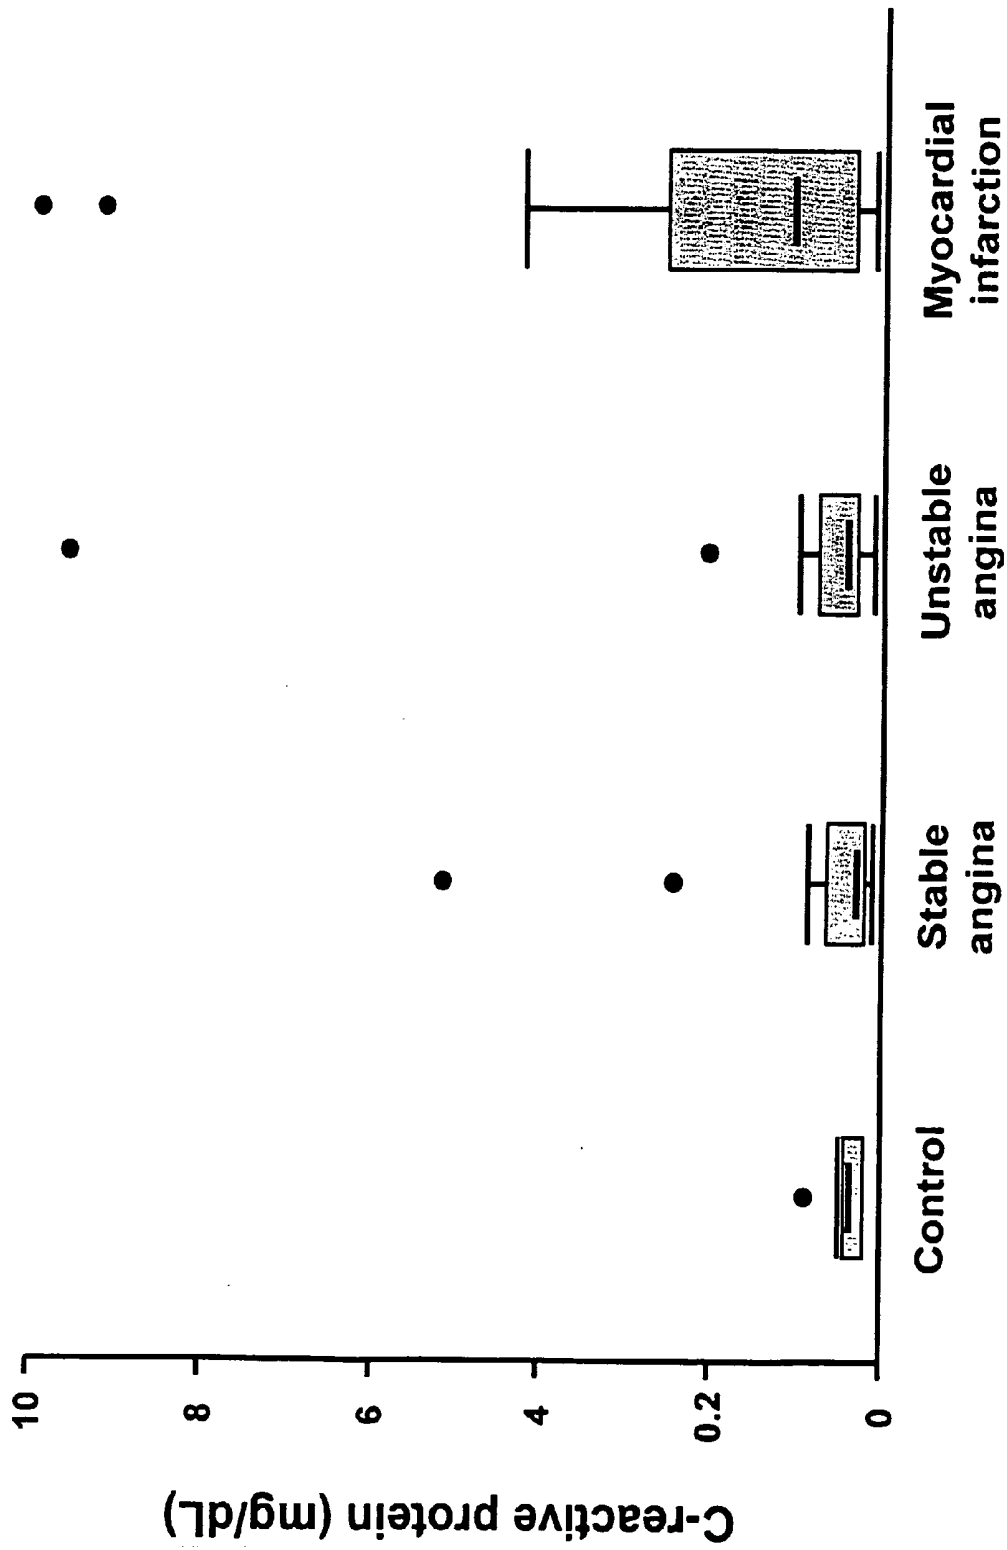 C-reactive protein (mg/dL)
10
8
6
4
0.2
0
Control
Stable
angina
Unstable
angina
Myocardial
infarction